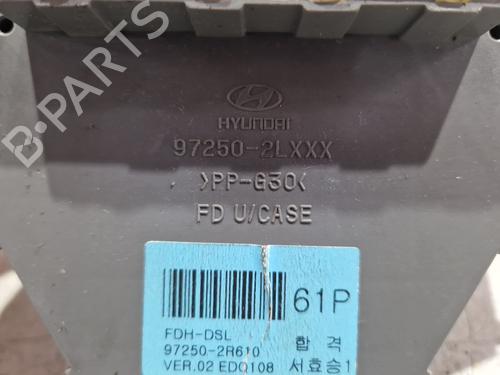 HYUNDAI
97250-2LXXX
>PP-G30<
FD U/CASE
61P
FDH-DSL
97250-2R610
VER.02 EDQ108
합 격
서효승1
B-PARTS